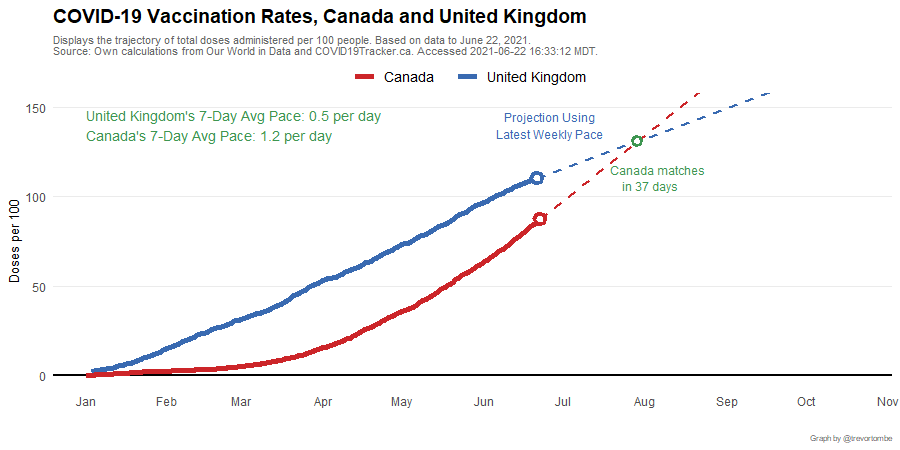 COVID-19 Vaccination Rates, Canada and United Kingdom
Displays the trajectory of total doses administered per 100 people. Based on data to June 22, 2021.
Source: Own calculations from Our World in Data and COVID19Tracker.ca. Accessed 2021-06-22 16:33:12 MDT.
Canada United Kingdom
United Kingdom's 7-Day Avg Pace: 0.5 per day
Canada's 7-Day Avg Pace: 1.2 per day
Projection Using
Latest Weekly Pace
Canada matches
in 37 days
Doses per 100
150
100
50
0
Jan Feb Mar Apr May Jun Jul Aug Sep Oct Nov
Graph by @trevortombe